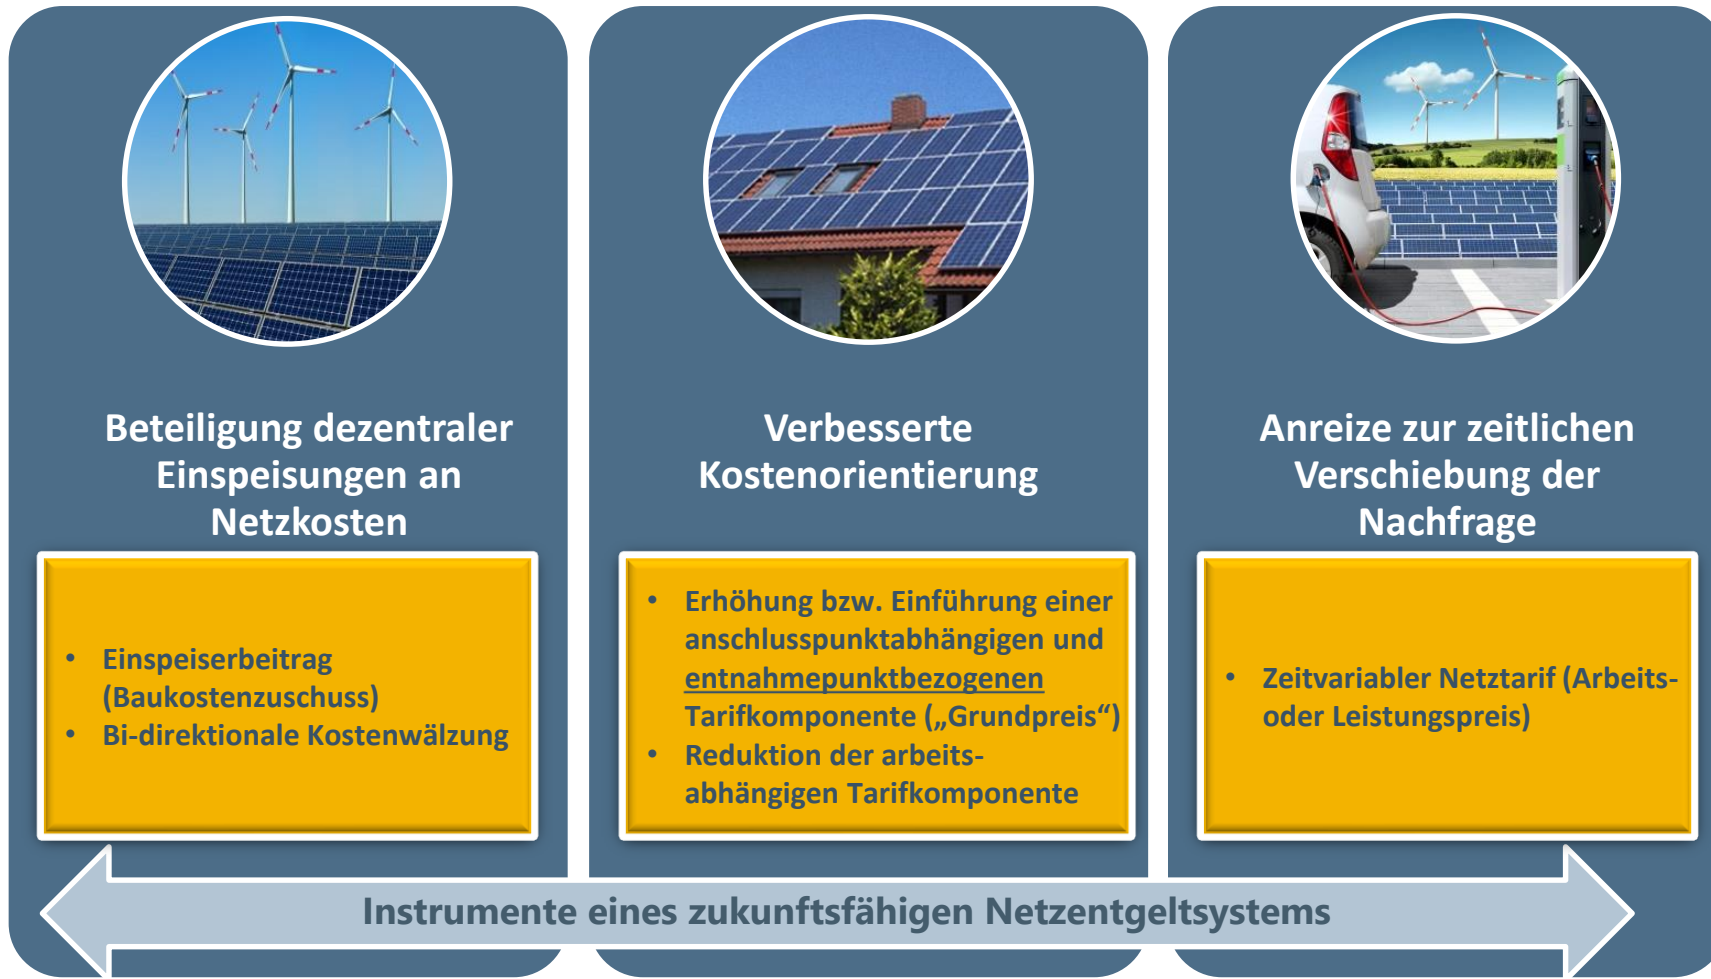 Beteiligung dezentraler
Einspeisungen an
Netzkosten
• Einspeiserbeitrag
(Baukostenzuschuss)
• Bi-direktionale Kostenwälzung
Verbesserte
Kostenorientierung
• Erhöhung bzw. Einführung einer
anschlusspunktabhängigen und
entnahmepunktbezogenen
Tarifkomponente („Grundpreis“)
• Reduktion der arbeits-
abhängigen Tarifkomponente
Anreize zur zeitlichen
Verschiebung der
Nachfrage
• Zeitvariabler Netztarif (Arbeits-
oder Leistungspreis)
Instrumente eines zukunftsfähigen Netzentgeltsystems